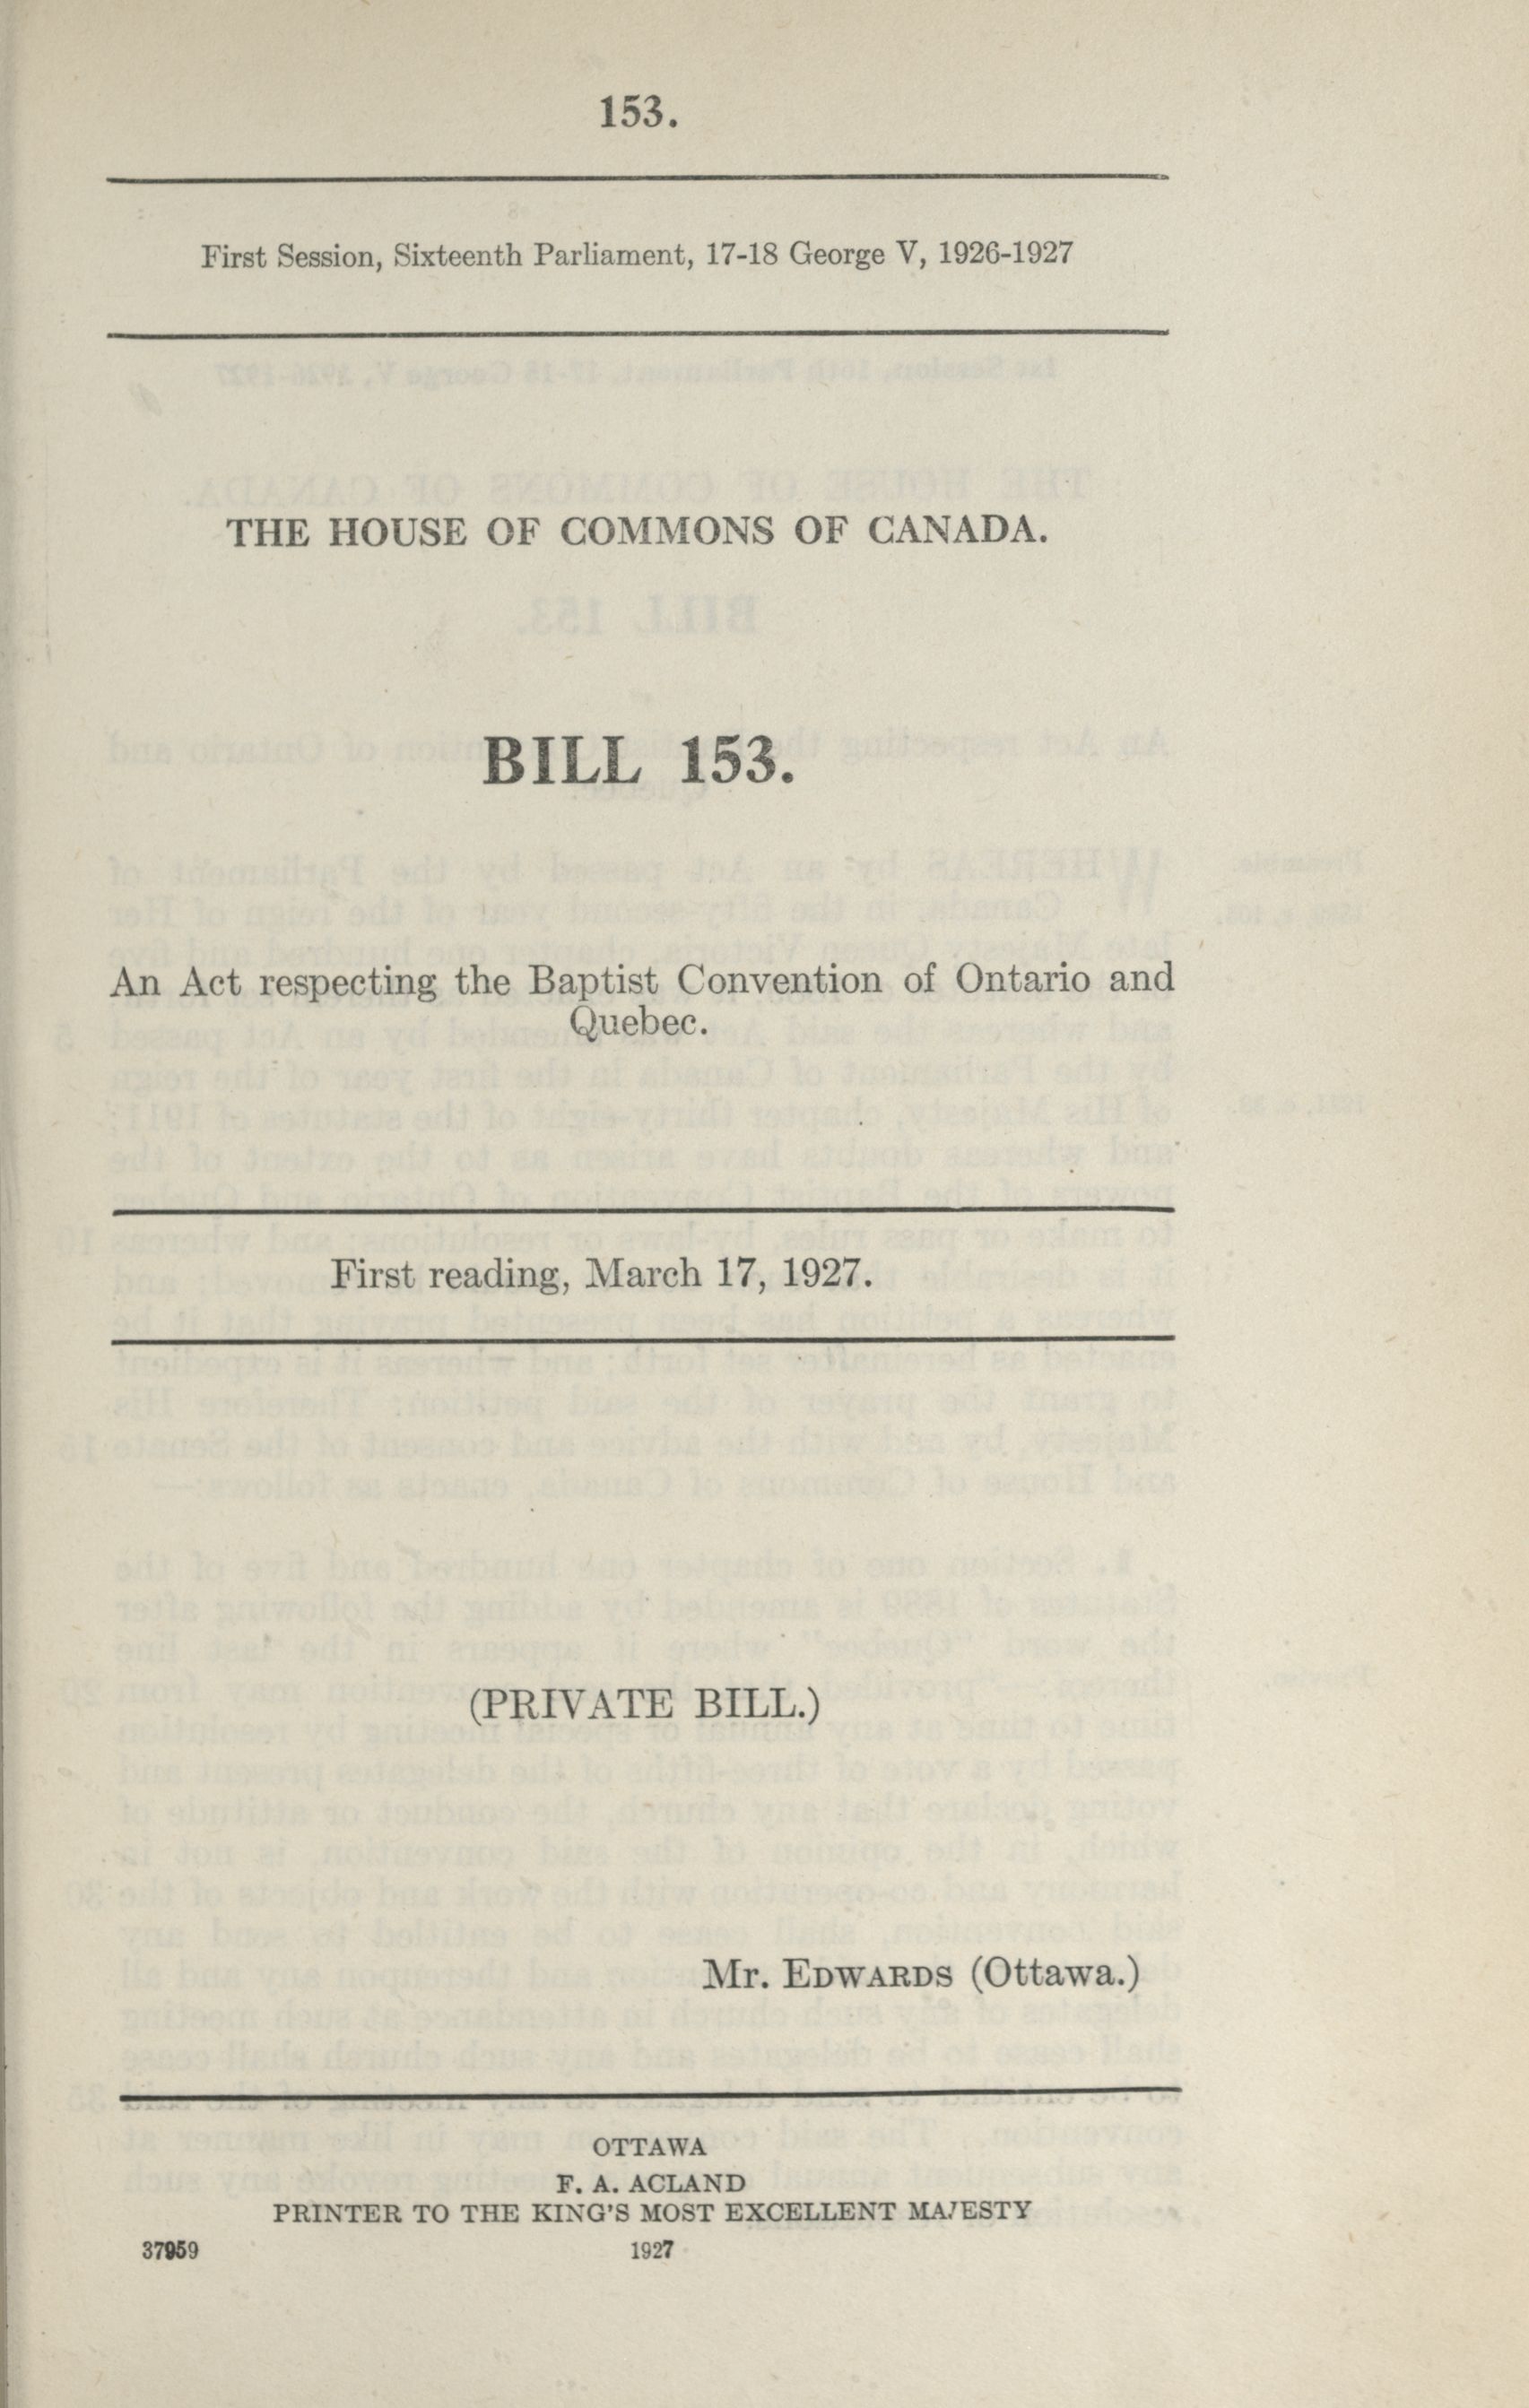 153.
First Session, Sixteenth Parliament, 17-18 George V, 1926-1927
THE HOUSE OF COMMONS OF CANADA.
BILL 153.
An Act respecting the Baptist Convention of Ontario and
Quebec.
First reading, March 17, 1927.
(PRIVATE BILL.)
Mr. EDWARDS (Ottawa.)
OTTAWA
F. A. ACLAND
PRINTER TO THE KING'S MOST EXCELLENT MAJESTY
37959 1927